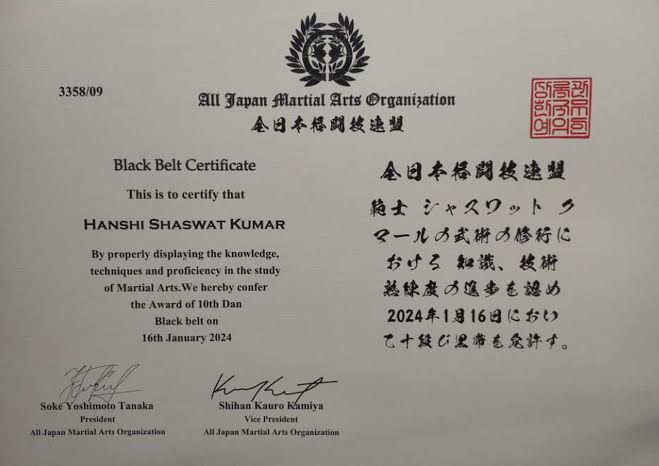 3358/09
All Japan Martial Arts Organization
全日本格闘技連盟
Black Belt Certificate
This is to certify that
Hanshi Shaswat Kumar
By properly displaying the knowledge,
techniques and proficiency in the study
of Martial Arts.We hereby confer
the Award of 10th Dan
Black belt on
16th January 2024
全日本格闘技連盟
範士 シャスワット ク
マールの武術の修行に
おける 知識、技術
熟練度の進歩を認め
2024年1月16日におい
て十段び黒帯を免許す。
Soke Yoshimoto Tanaka
President
All Japan Martial Arts Organization
Shihan Kauro Kamiya
Vice President
All Japan Martial Arts Organization